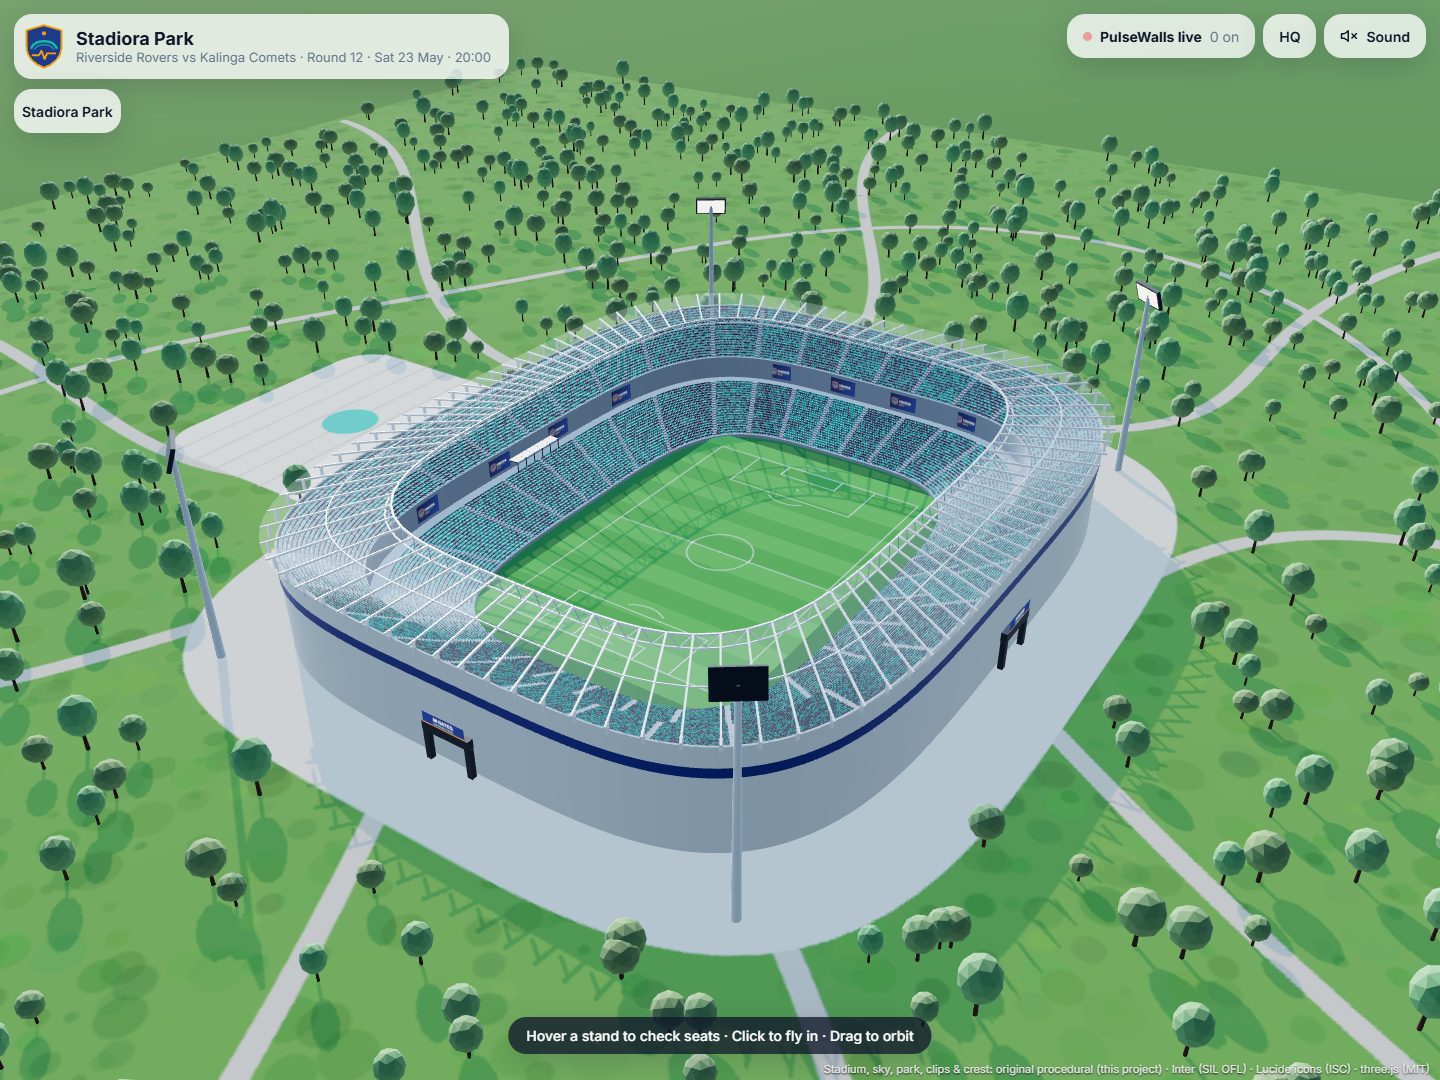 Stadiora Park
Riverside Rovers vs Kalinga Comets · Round 12 · Sat 23 May · 20:00
PulseWalls live 0 on
HQ
Sound
Stadiora Park
Hover a stand to check seats · Click to fly in · Drag to orbit
Stadium, sky, park, clips & crest: original procedural (this project) · Inter (SIL OFL) · Lucide icons (ISC) · three.js (MIT)